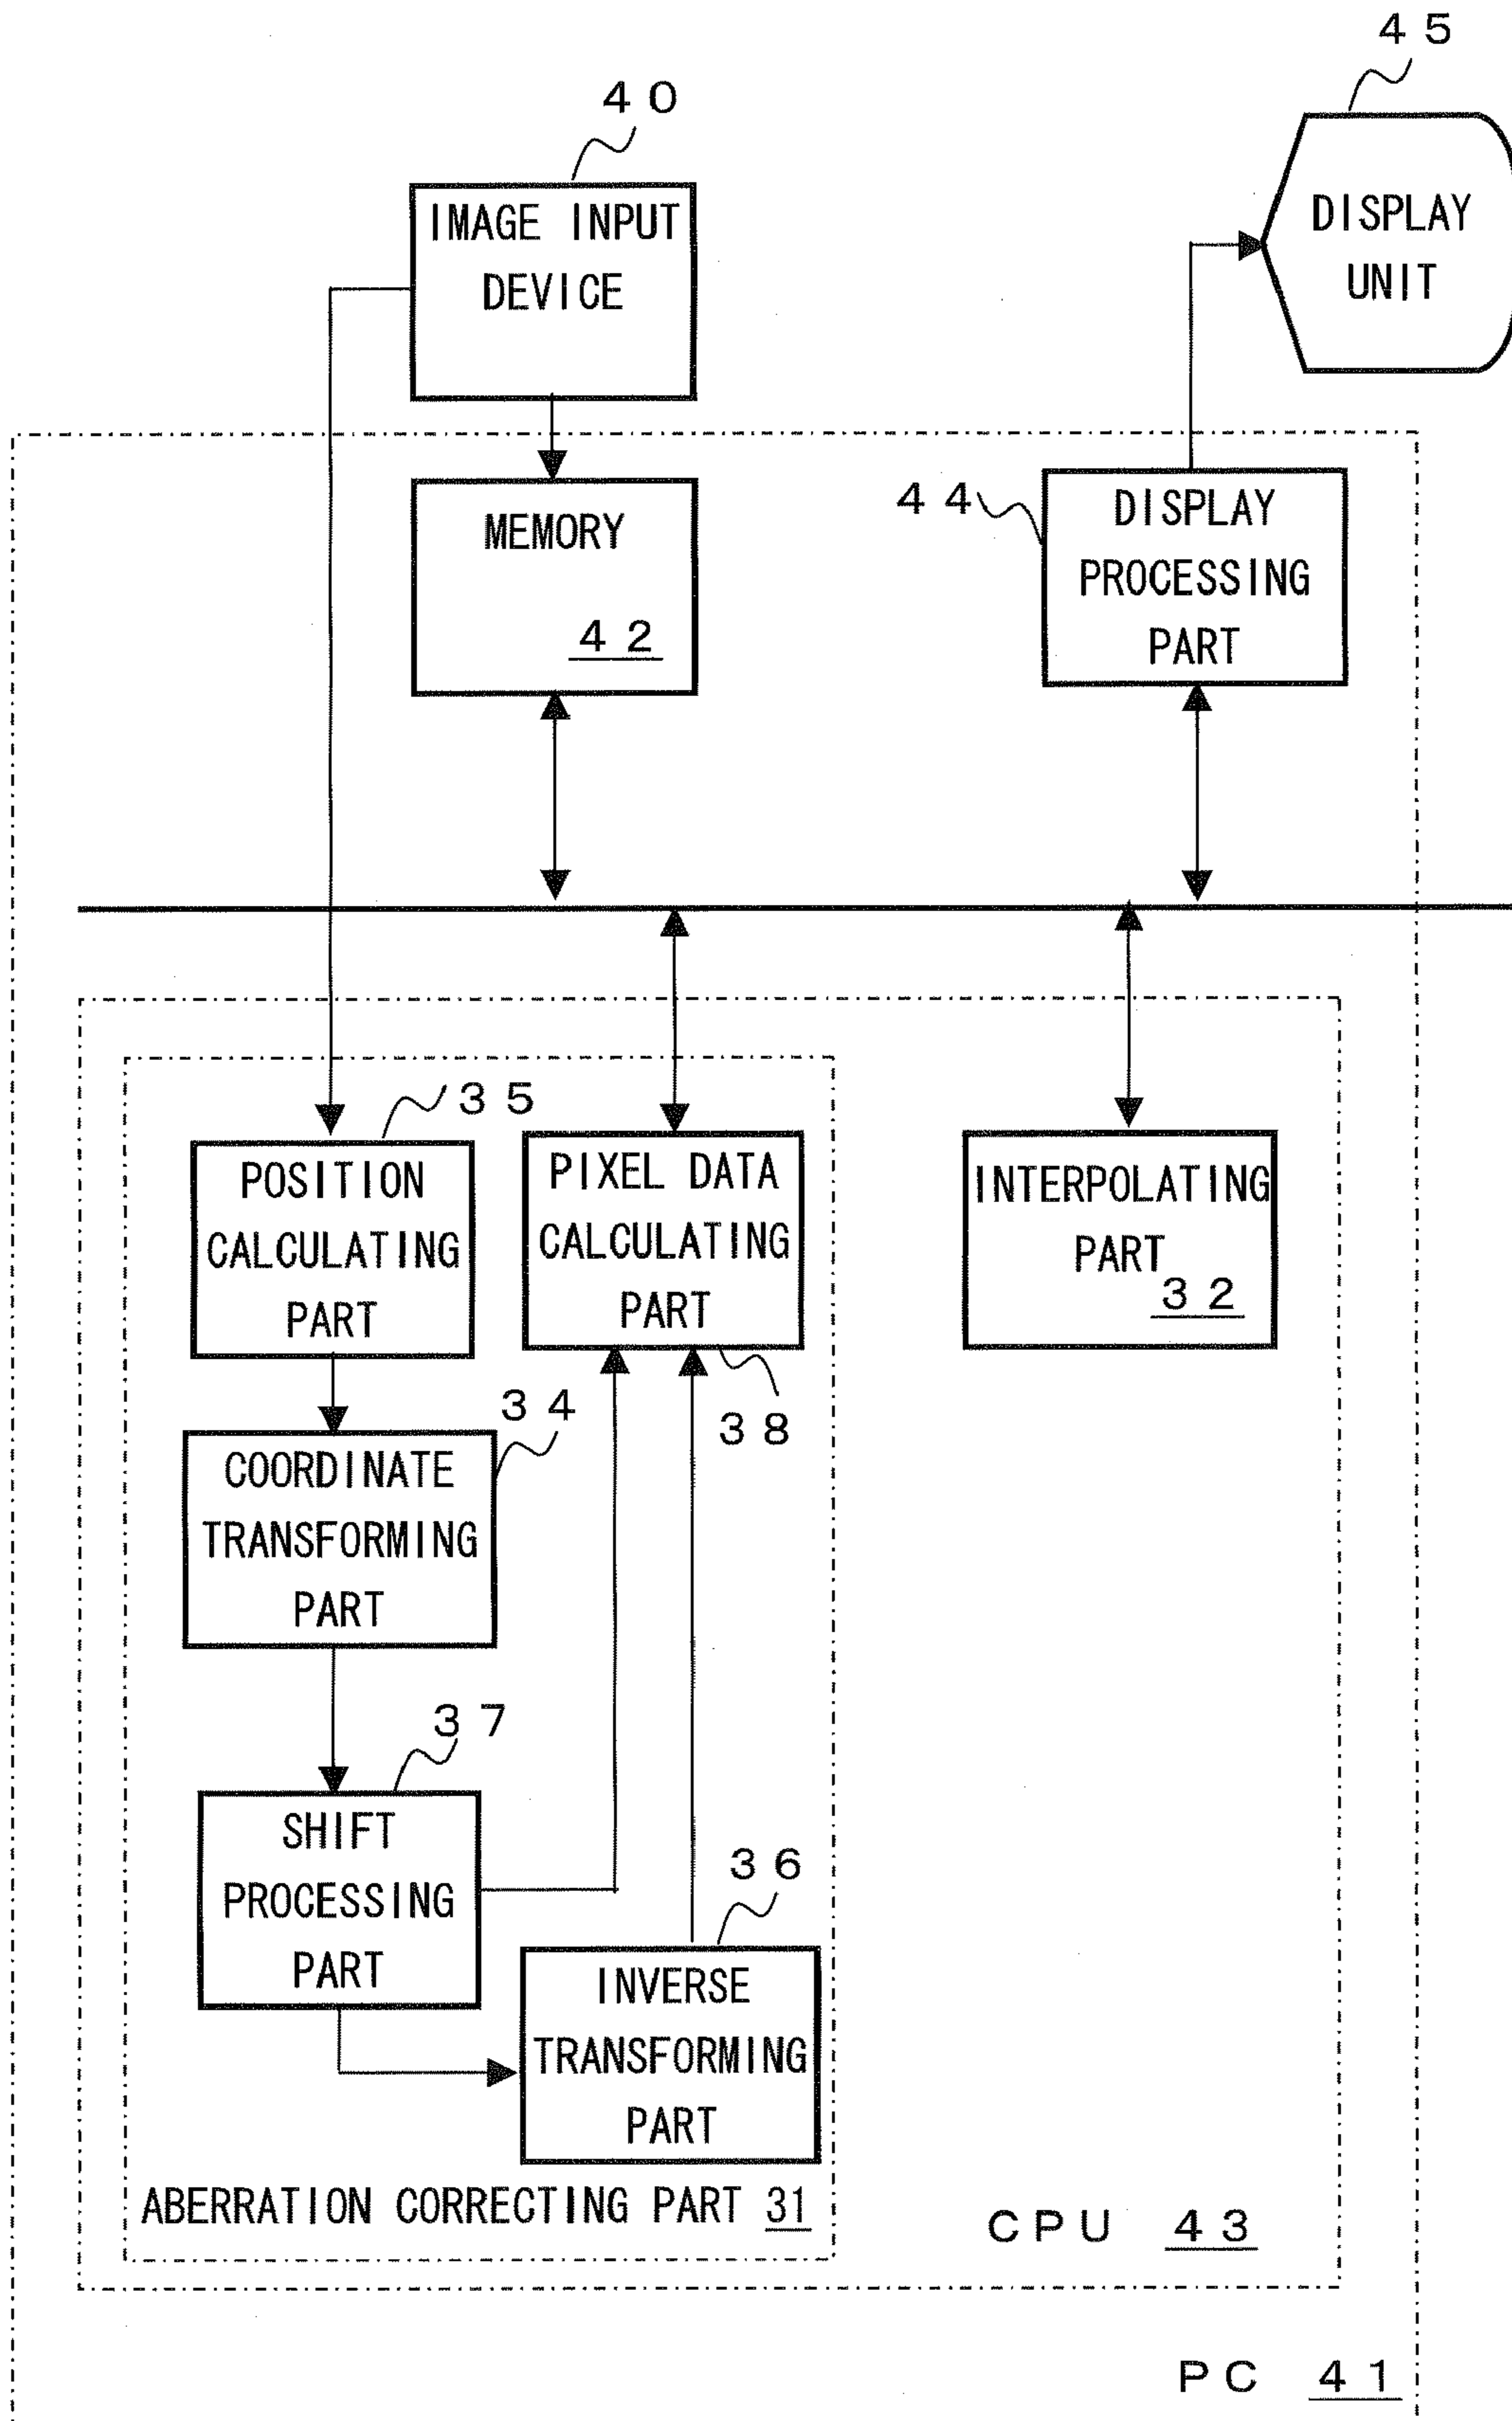 45
40
IMAGE INPUT
DEVICE
DISPLAY
UNIT
MEMORY
42
44
DISPLAY
PROCESSING
PART
35
POSITION
CALCULATING
PART
PIXEL DATA
CALCULATING
PART
38
INTERPOLATING
PART
32
34
COORDINATE
TRANSFORMING
PART
37
SHIFT
PROCESSING
PART
36
INVERSE
TRANSFORMING
PART
ABERRATION CORRECTING PART 31
CPU 43
PC 41